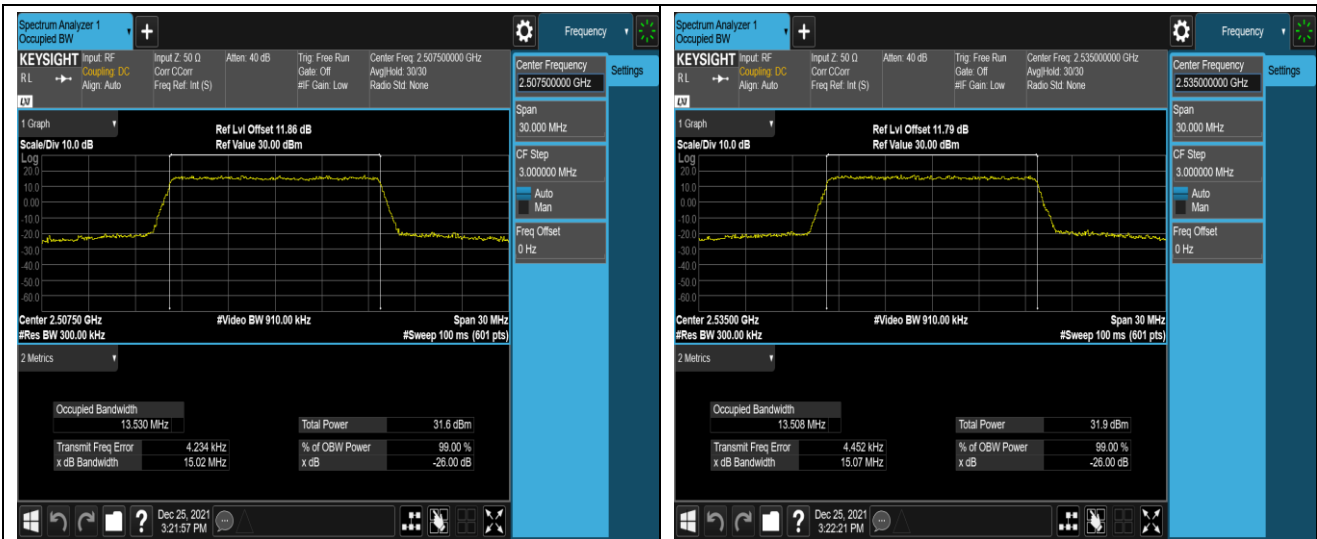 Spectrum Analyzer 1
Occupied BW
+
Frequency
KEYSIGHT Input: RF Input Z: 50 Ω Atten: 40 dB Trig: Free Run Center Freq: 2.507500000 GHz
RL Coupling: DC Corr CCorr Gate: Off Avg|Hold: 30/30
Align: Auto Freq Ref: Int (S) #IF Gain: Low Radio Std: None
LXI
Center Frequency
2.507500000 GHz
Settings
Span
30.000 MHz
CF Step
3.000000 MHz
Auto
Man
Freq Offset
0 Hz
1 Graph
Ref Lvl Offset 11.86 dB
Scale/Div 10.0 dB Ref Value 30.00 dBm
Log
20.0
10.0
0.00
-10.0
-20.0
-30.0
-40.0
-50.0
-60.0
Center 2.50750 GHz #Video BW 910.00 kHz Span 30 MHz
#Res BW 300.00 kHz #Sweep 100 ms (601 pts)
2 Metrics
Occupied Bandwidth
13.530 MHz Total Power 31.6 dBm
Transmit Freq Error 4.234 kHz % of OBW Power 99.00 %
x dB Bandwidth 15.02 MHz x dB -26.00 dB
? Dec 25, 2021
3:21:57 PM
Spectrum Analyzer 1
Occupied BW
+
Frequency
KEYSIGHT Input: RF Input Z: 50 Ω Atten: 40 dB Trig: Free Run Center Freq: 2.535000000 GHz
RL Coupling: DC Corr CCorr Gate: Off Avg|Hold: 30/30
Align: Auto Freq Ref: Int (S) #IF Gain: Low Radio Std: None
LXI
Center Frequency
2.535000000 GHz
Settings
Span
30.000 MHz
CF Step
3.000000 MHz
Auto
Man
Freq Offset
0 Hz
1 Graph
Ref Lvl Offset 11.79 dB
Scale/Div 10.0 dB Ref Value 30.00 dBm
Log
20.0
10.0
0.00
-10.0
-20.0
-30.0
-40.0
-50.0
-60.0
Center 2.53500 GHz #Video BW 910.00 kHz Span 30 MHz
#Res BW 300.00 kHz #Sweep 100 ms (601 pts)
2 Metrics
Occupied Bandwidth
13.508 MHz Total Power 31.9 dBm
Transmit Freq Error 4.452 kHz % of OBW Power 99.00 %
x dB Bandwidth 15.07 MHz x dB -26.00 dB
? Dec 25, 2021
3:22:21 PM